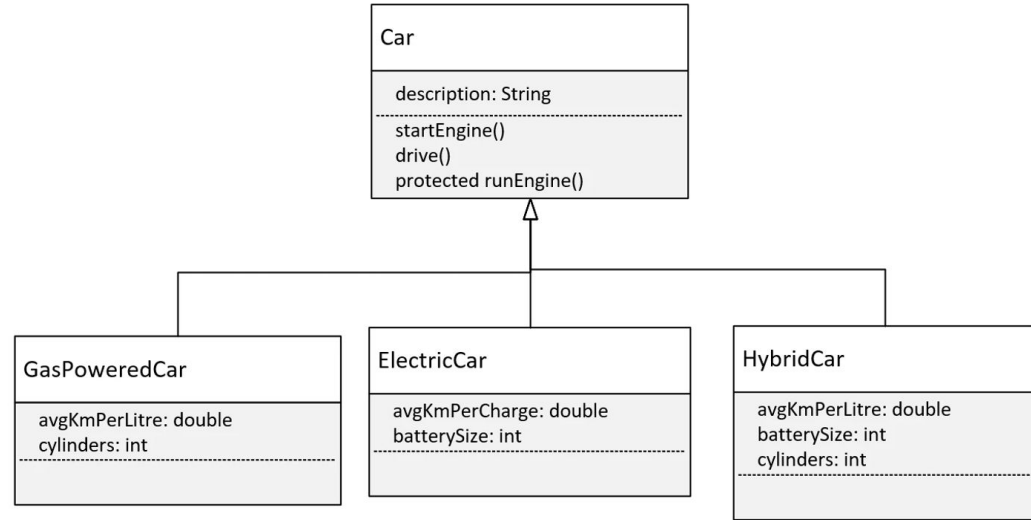 Car
description: String
startEngine()
drive()
protected runEngine()
GasPoweredCar
avgKmPerLitre: double
cylinders: int
ElectricCar
avgKmPerCharge: double
batterySize: int
HybridCar
avgKmPerLitre: double
batterySize: int
cylinders: int